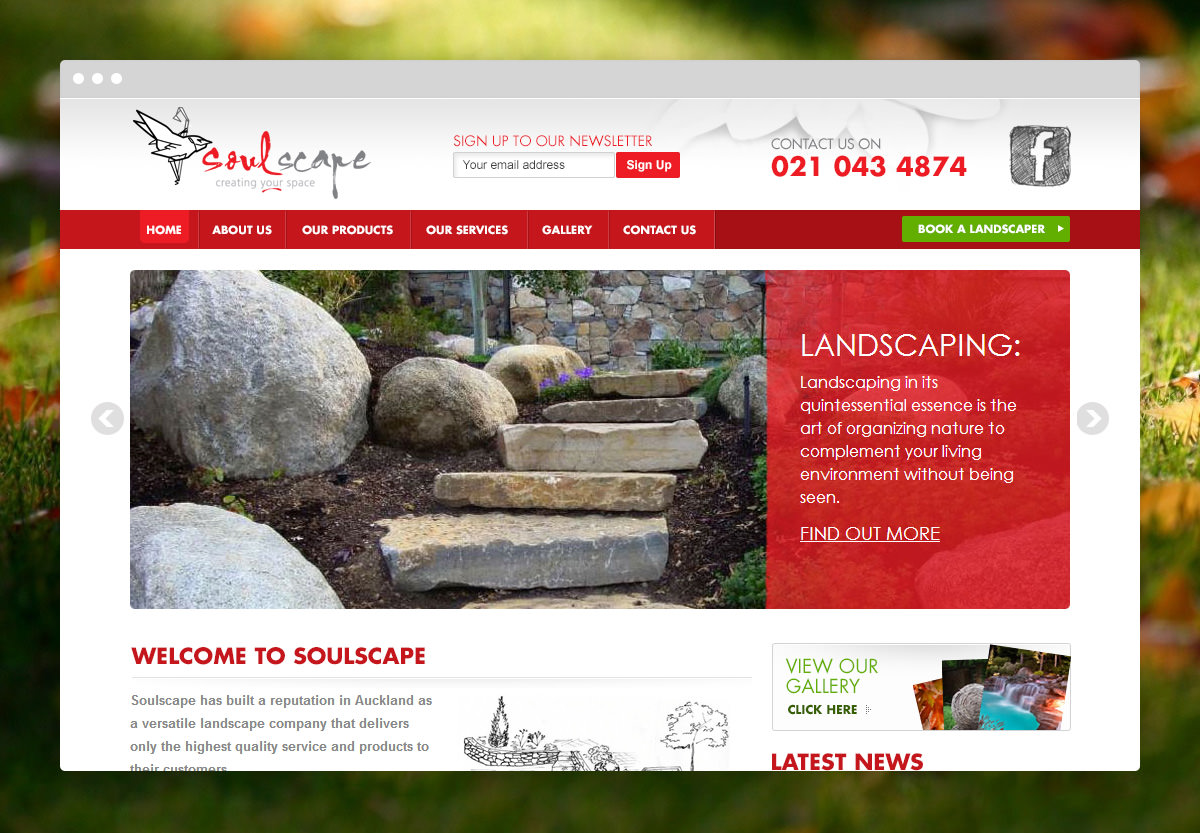 soulscape
creating your space
SIGN UP TO OUR NEWSLETTER
Your email address
Sign Up
CONTACT US ON
021 043 4874
f
HOME
ABOUT US
OUR PRODUCTS
OUR SERVICES
GALLERY
CONTACT US
BOOK A LANDSCAPER
LANDSCAPING:
Landscaping in its
quintessential essence is the
art of organizing nature to
complement your living
environment without being
seen.
FIND OUT MORE
WELCOME TO SOULSCAPE
Soulscape has built a reputation in Auckland as
a versatile landscape company that delivers
only the highest quality service and products to
their customers
VIEW OUR
GALLERY
CLICK HERE
LATEST NEWS